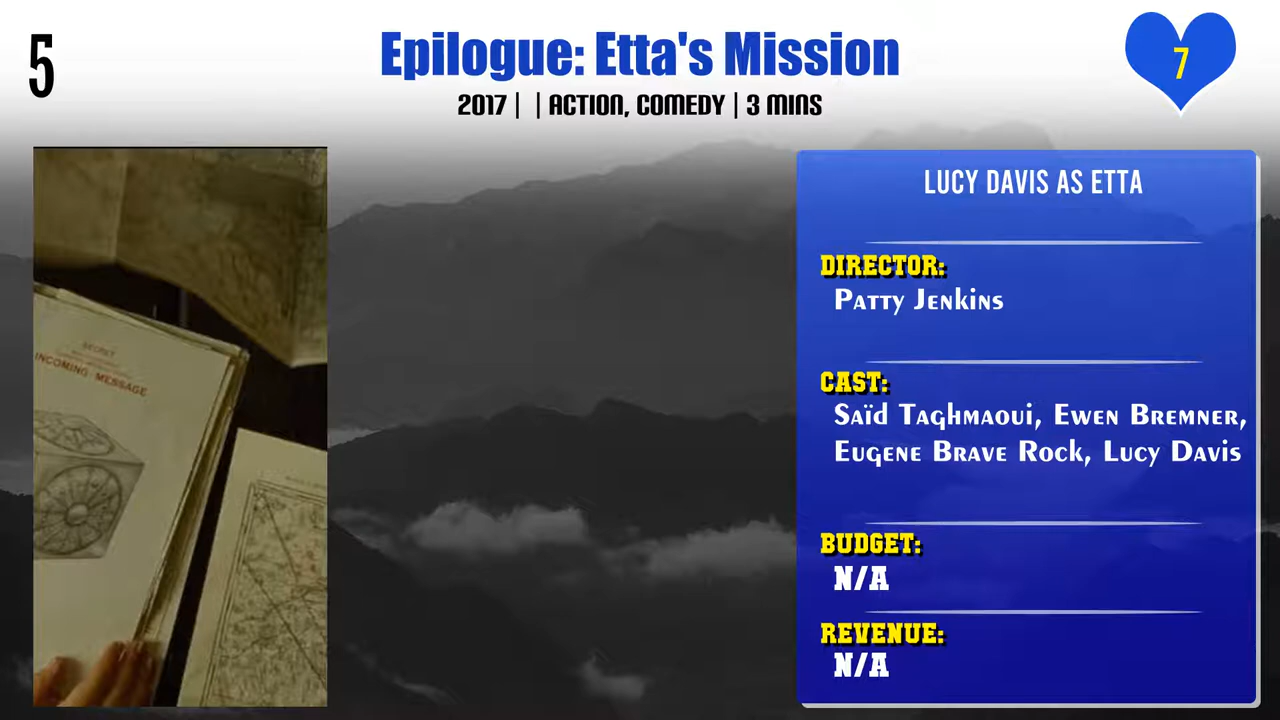 5
Epilogue: Etta's Mission
7
2017 | | ACTION, COMEDY | 3 MINS
LUCY DAVIS AS ETTA
DIRECTOR:
Patty Jenkins
CAST:
Saïd Taghmaoui, Ewen Bremner,
Eugene Brave Rock, Lucy Davis
BUDGET:
N/A
REVENUE:
N/A
SECRET
INCOMING MESSAGE